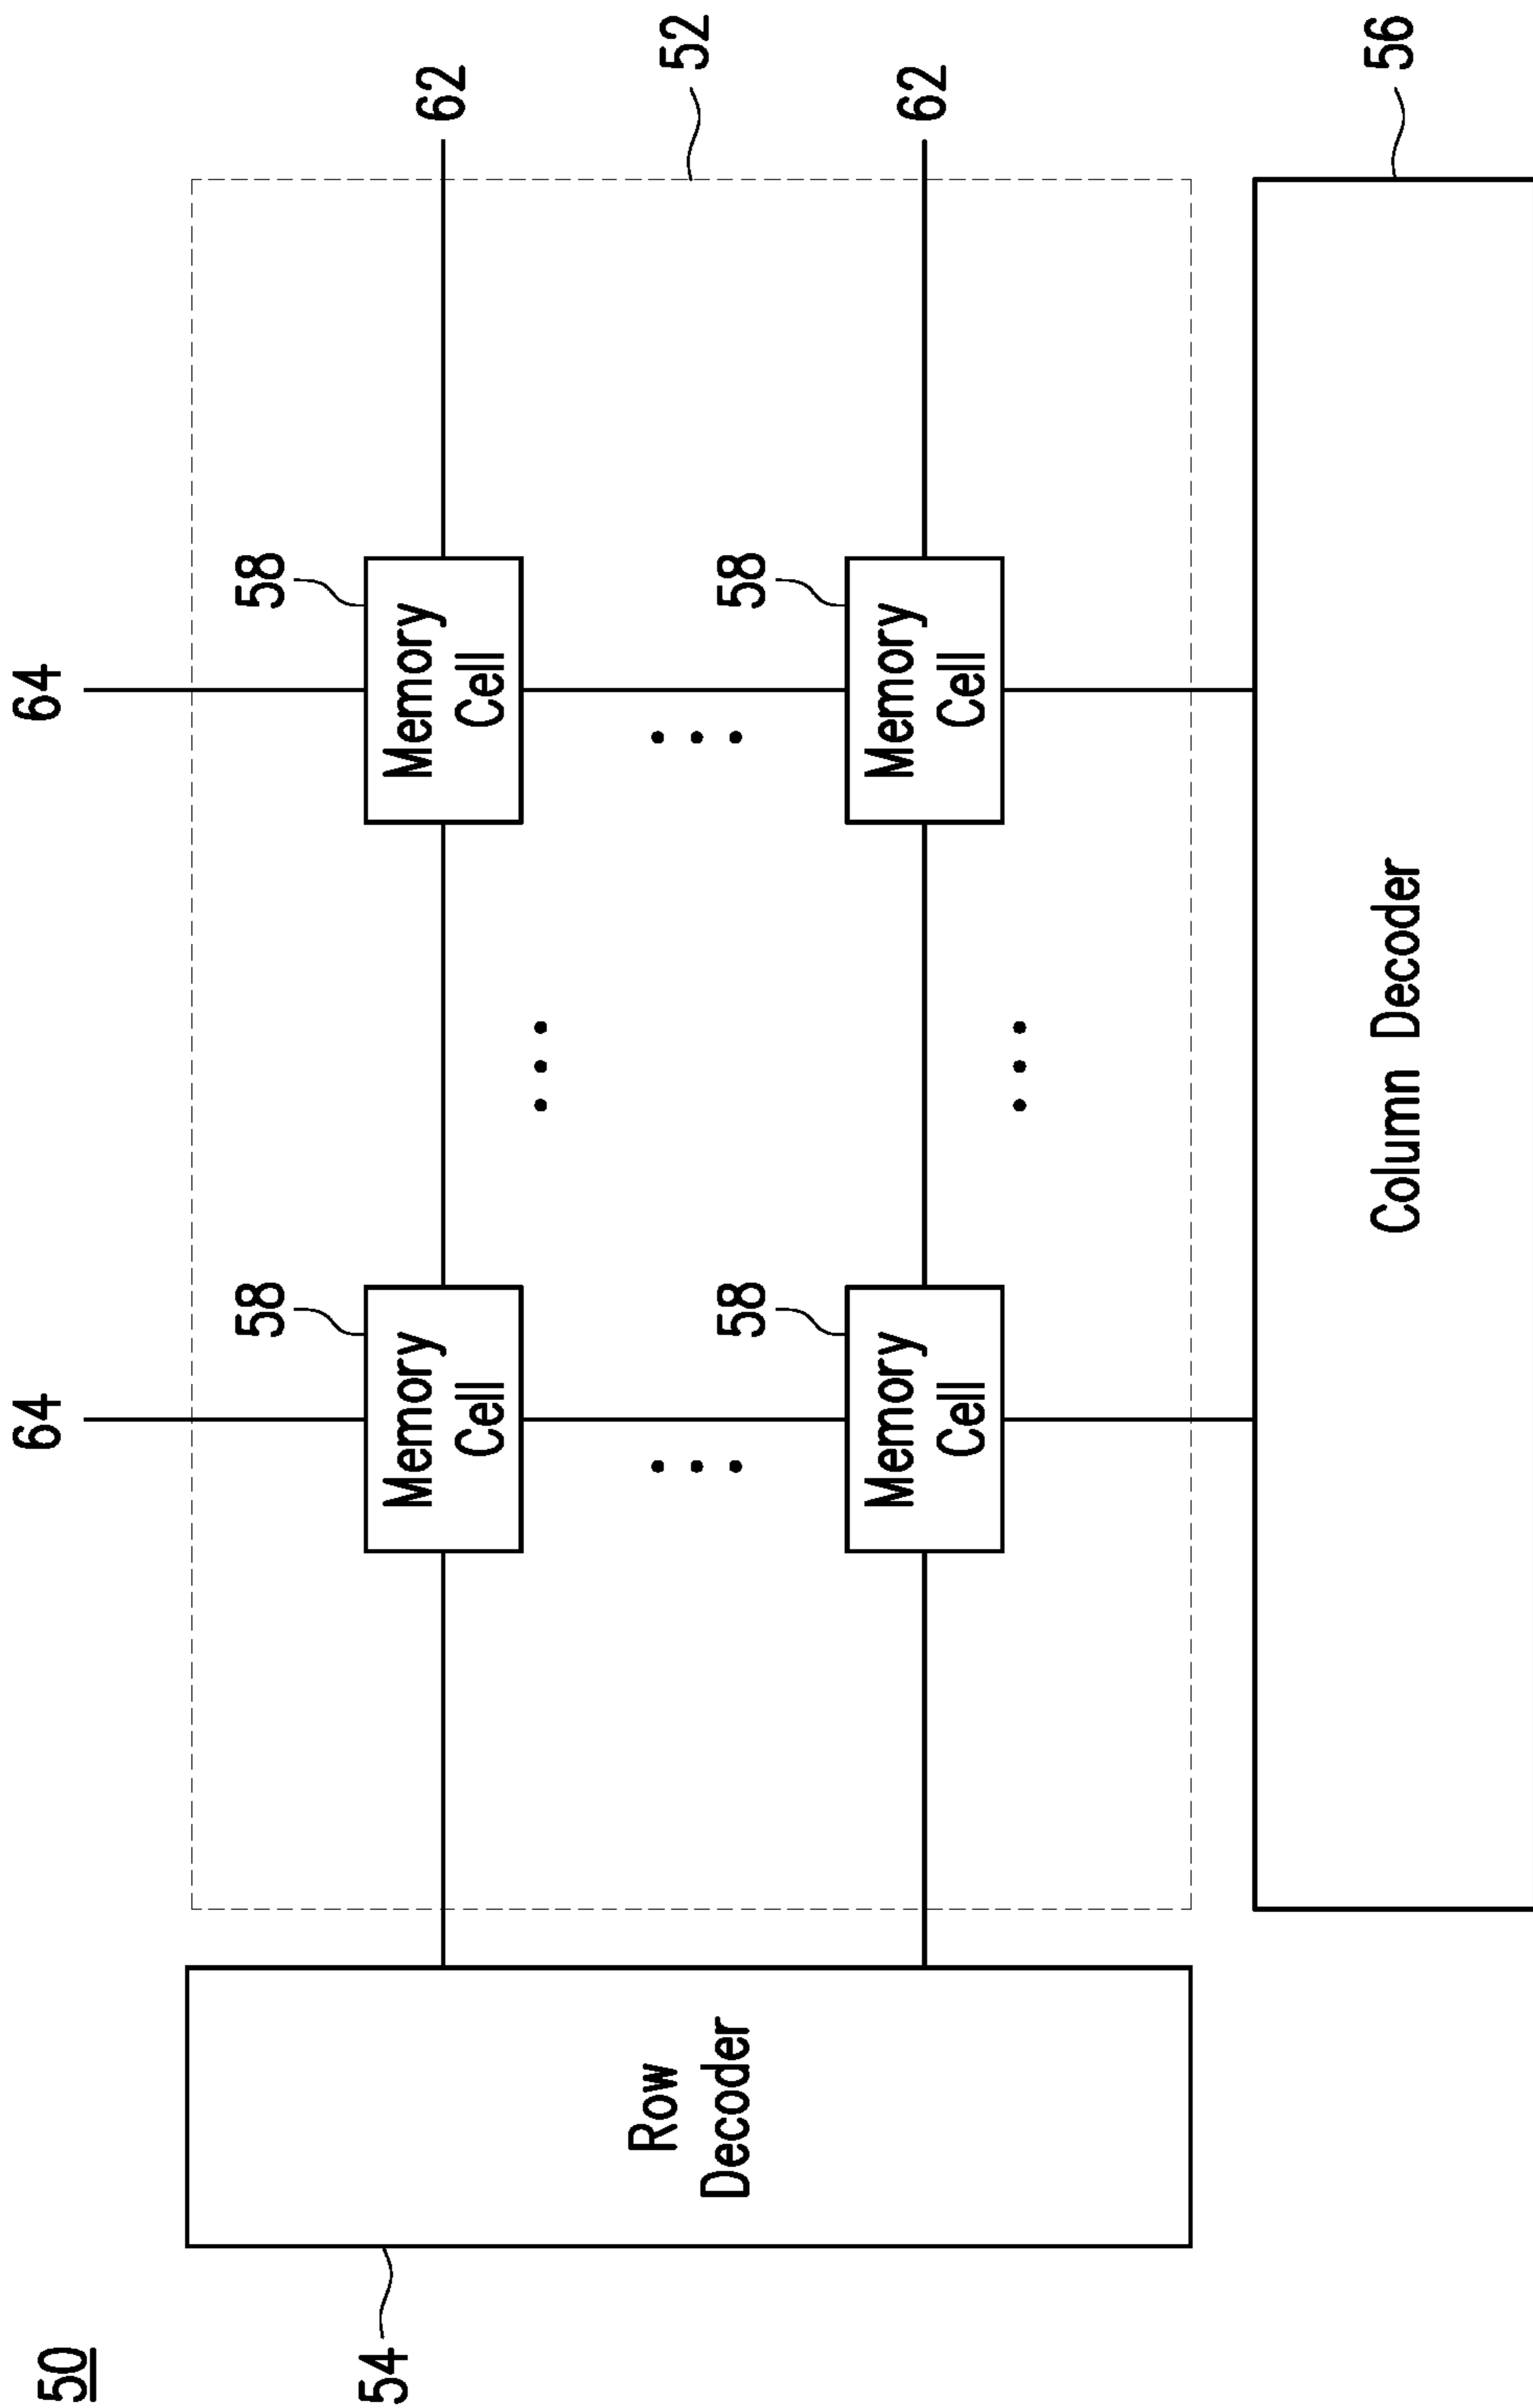 50
64
64
58
58
54
Memory
Cell
Memory
Cell
62
Row
Decoder
52
58
58
Memory
Cell
Memory
Cell
62
Column Decoder
56